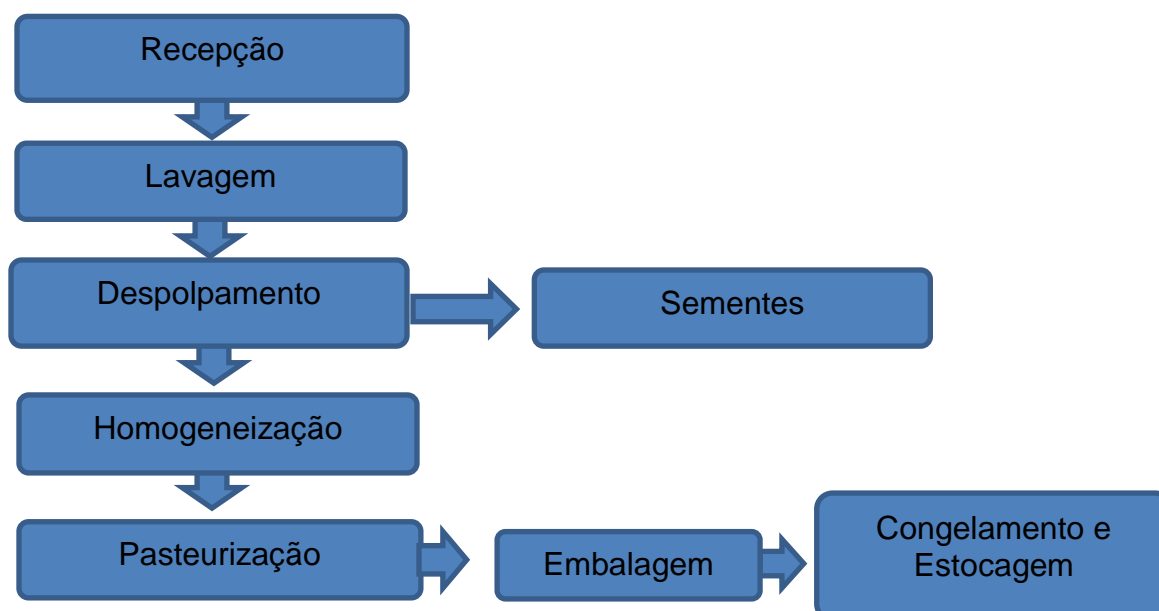 Recepção
Lavagem
Despolpamento
Sementes
Homogeneização
Pasteurização
Embalagem
Congelamento e
Estocagem